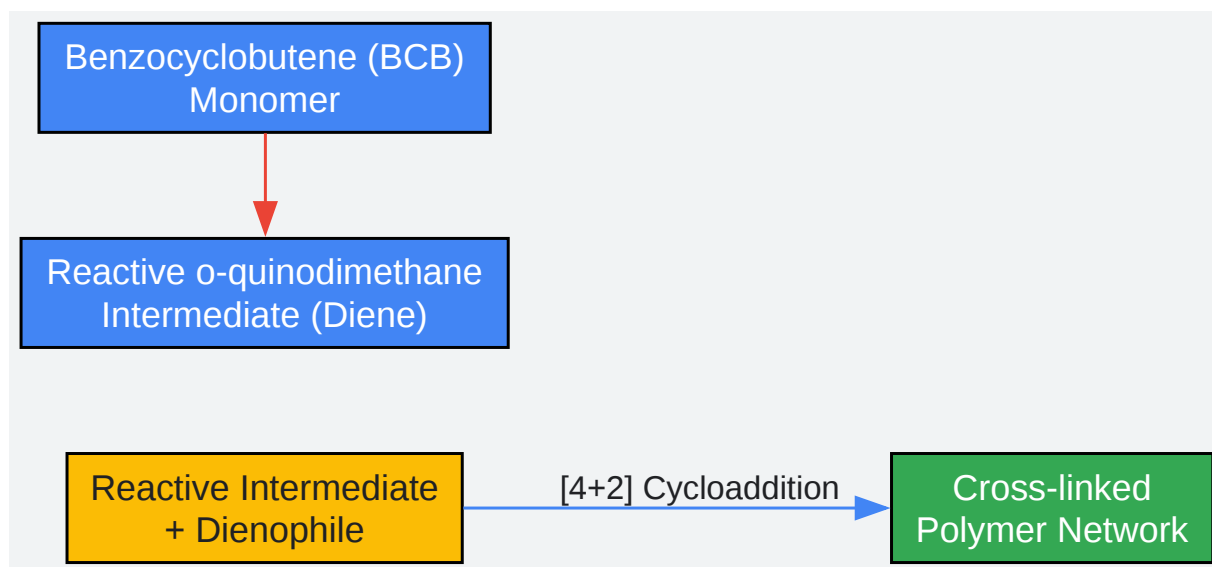 Benzocyclobutene (BCB)
Monomer
Reactive o-quinodimethane
Intermediate (Diene)
Reactive Intermediate
+ Dienophile
[4+2] Cycloaddition
Cross-linked
Polymer Network